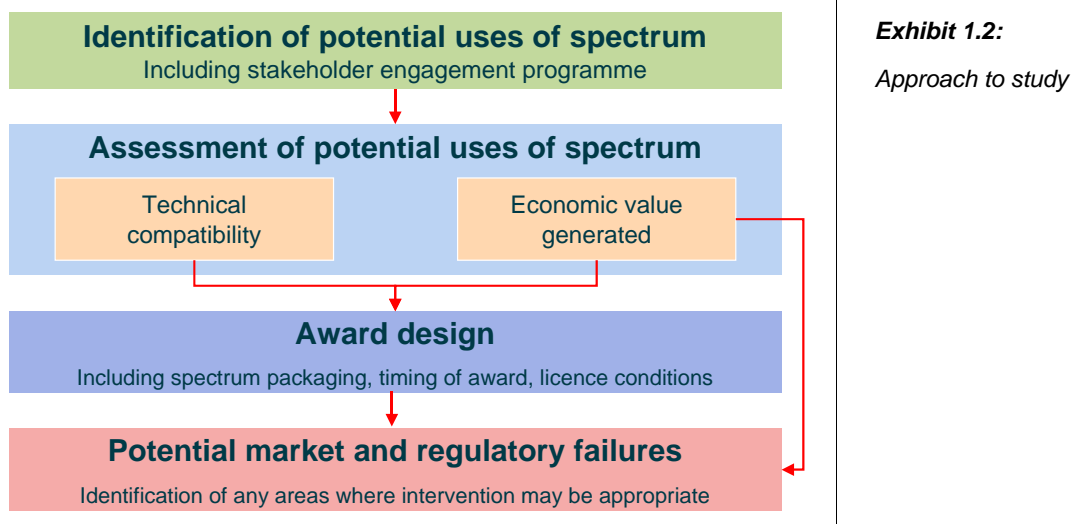 Identification of potential uses of spectrum
Including stakeholder engagement programme
Assessment of potential uses of spectrum
Technical
compatibility
Economic value
generated
Award design
Including spectrum packaging, timing of award, licence conditions
Potential market and regulatory failures
Identification of any areas where intervention may be appropriate
Exhibit 1.2:
Approach to study